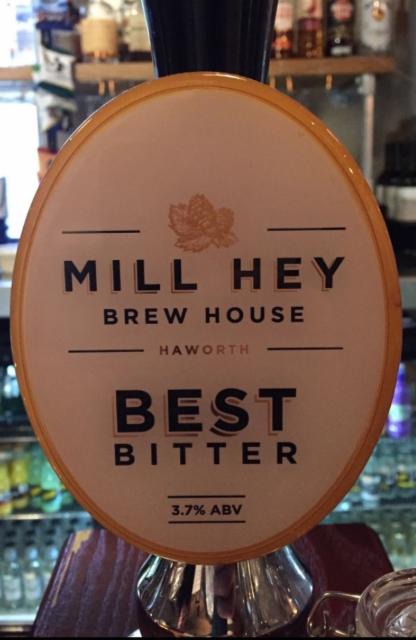 MILL HEY
BREW HOUSE
HAWORTH
BEST
BITTER
3.7% ABV